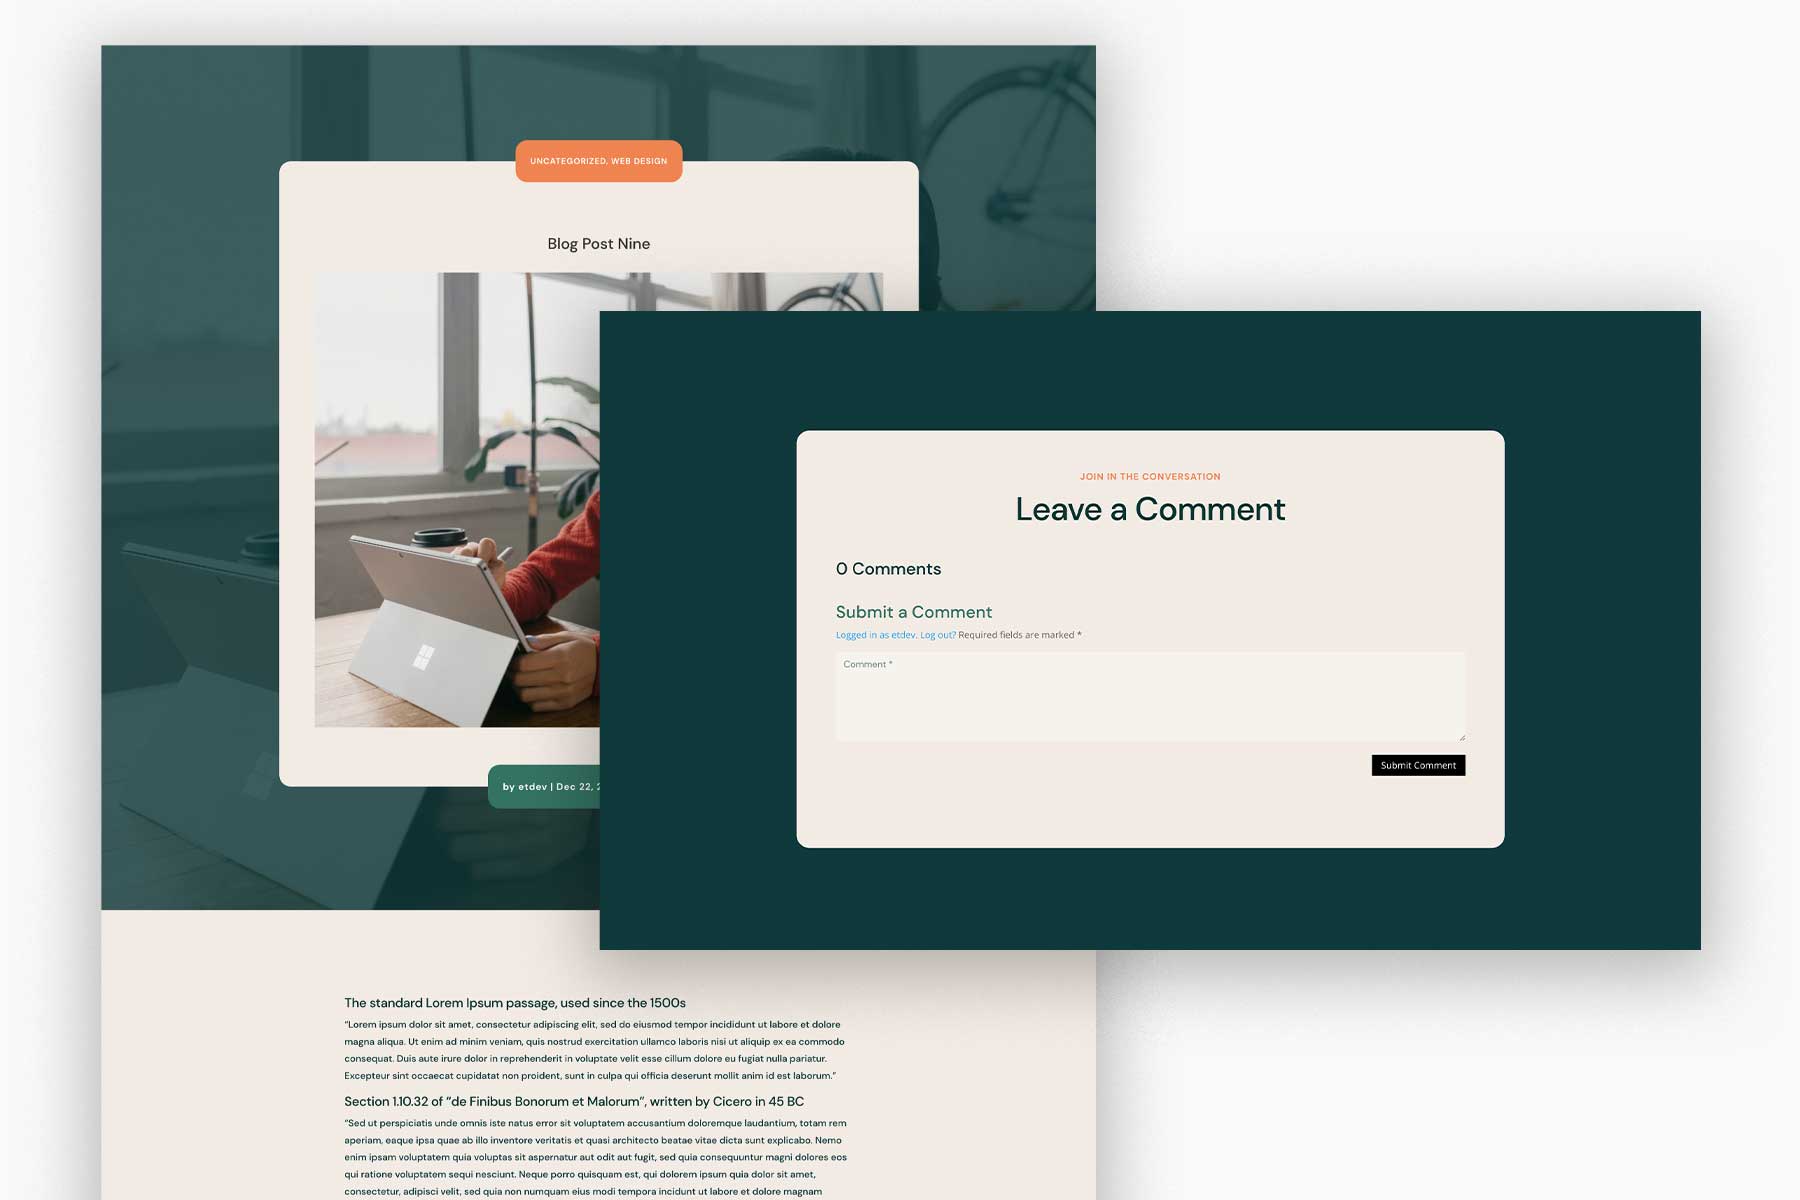 UNCATEGORIZED, WEB DESIGN
Blog Post Nine
by etdev | Dec 22,
JOIN IN THE CONVERSATION
Leave a Comment
0 Comments
Submit a Comment
Logged in as etdev. Log out? Required fields are marked *
Comment *
Submit Comment
The standard Lorem Ipsum passage, used since the 1500s
“Lorem ipsum dolor sit amet, consectetur adipiscing elit, sed do eiusmod tempor incididunt ut labore et dolore
magna aliqua. Ut enim ad minim veniam, quis nostrud exercitation ullamco laboris nisi ut aliquip ex ea commodo
consequat. Duis aute irure dolor in reprehenderit in voluptate velit esse cillum dolore eu fugiat nulla pariatur.
Excepteur sint occaecat cupidatat non proident, sunt in culpa qui officia deserunt mollit anim id est laborum.”
Section 1.10.32 of “de Finibus Bonorum et Malorum”, written by Cicero in 45 BC
“Sed ut perspiciatis unde omnis iste natus error sit voluptatem accusantium doloremque laudantium, totam rem
aperiam, eaque ipsa quae ab illo inventore veritatis et quasi architecto beatae vitae dicta sunt explicabo. Nemo
enim ipsam voluptatem quia voluptas sit aspernatur aut odit aut fugit, sed quia consequuntur magni dolores eos
qui ratione voluptatem sequi nesciunt. Neque porro quisquam est, qui dolorem ipsum quia dolor sit amet,
consectetur, adipisci velit, sed quia non numquam eius modi tempora incidunt ut labore et dolore magnam